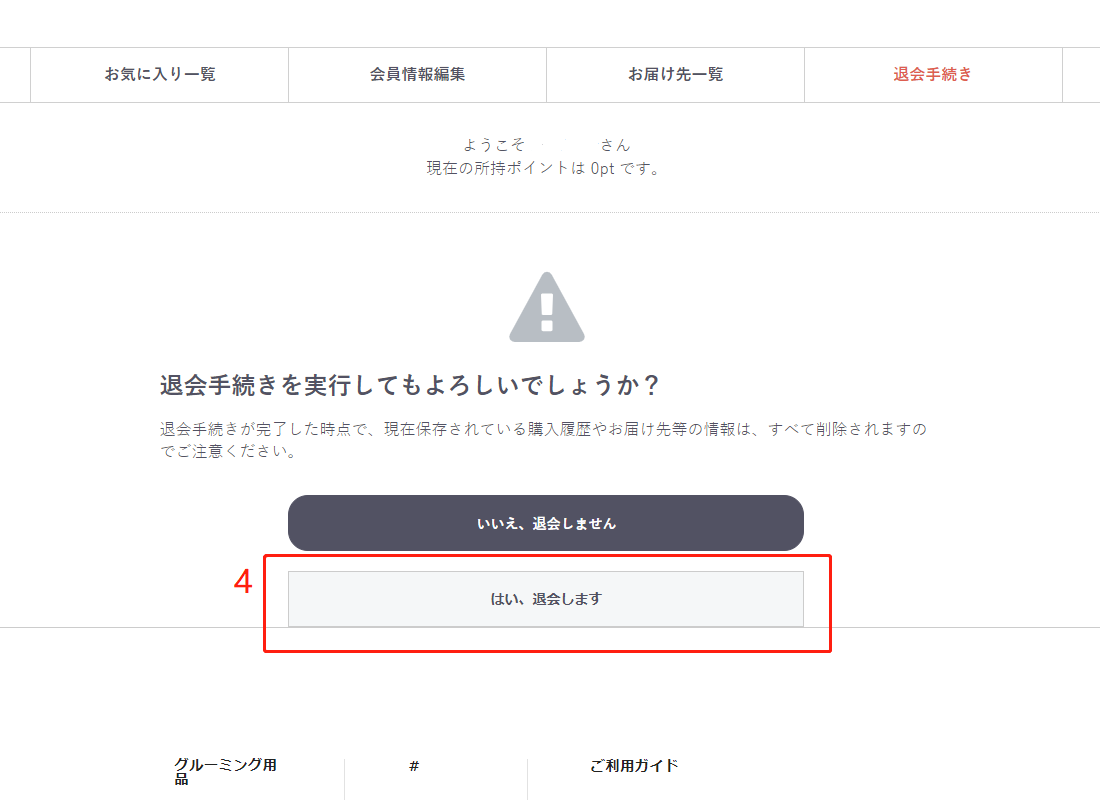 お気に入り一覧
会員情報編集
お届け先一覧
退会手続き
ようこそ さん
現在の所持ポイントは 0pt です。
退会手続きを実行してもよろしいでしょうか？
退会手続きが完了した時点で、現在保存されている購入履歴やお届け先等の情報は、すべて削除されますの
でご注意ください。
いいえ、退会しません
4
はい、退会します
グルーミング用
品
#
ご利用ガイド